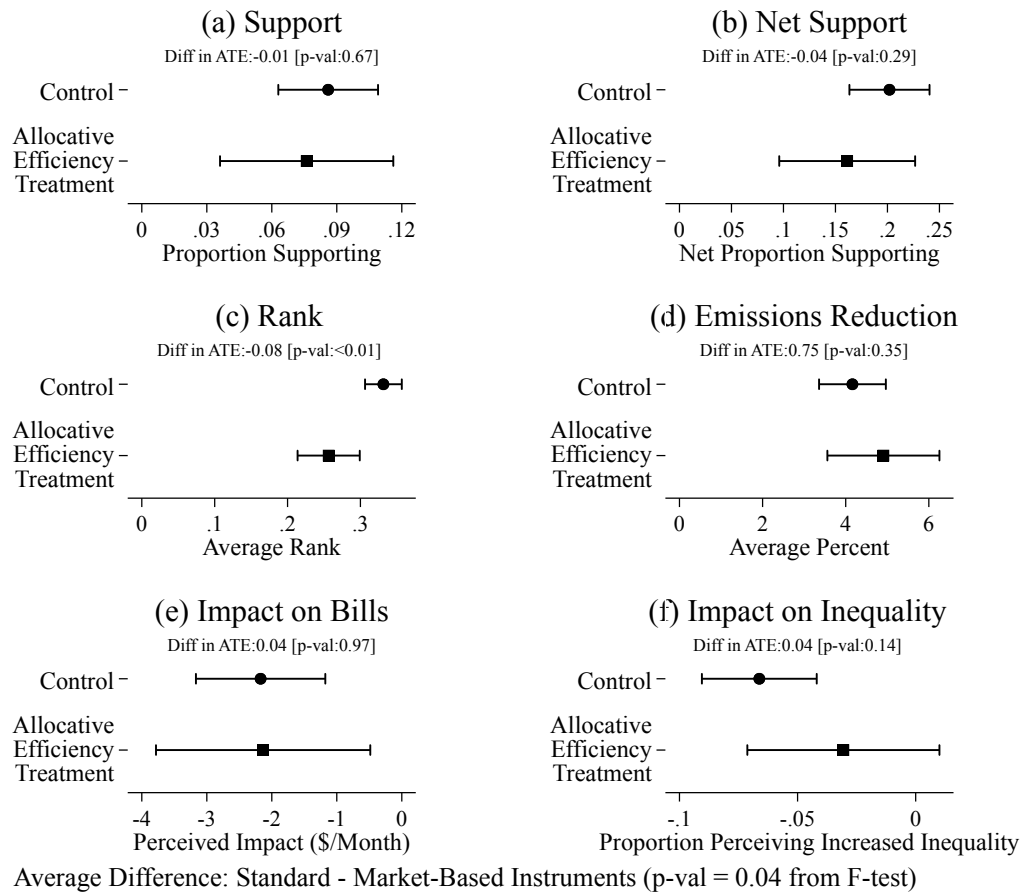 (a) Support
Diff in ATE:-0.01 [p-val:0.67]
Control
Allocative
Efficiency
Treatment
0 .03 .06 .09 .12
Proportion Supporting
(b) Net Support
Diff in ATE:-0.04 [p-val:0.29]
Control
Allocative
Efficiency
Treatment
0 .05 .1 .15 .2 .25
Net Proportion Supporting
(c) Rank
Diff in ATE:-0.08 [p-val:<0.01]
Control
Allocative
Efficiency
Treatment
0 .1 .2 .3
Average Rank
(d) Emissions Reduction
Diff in ATE:0.75 [p-val:0.35]
Control
Allocative
Efficiency
Treatment
0 2 4 6
Average Percent
(e) Impact on Bills
Diff in ATE:0.04 [p-val:0.97]
Control
Allocative
Efficiency
Treatment
-4 -3 -2 -1 0
Perceived Impact ($/Month)
(f) Impact on Inequality
Diff in ATE:0.04 [p-val:0.14]
Control
Allocative
Efficiency
Treatment
-.1 -.05 0
Proportion Perceiving Increased Inequality
Average Difference: Standard - Market-Based Instruments (p-val = 0.04 from F-test)